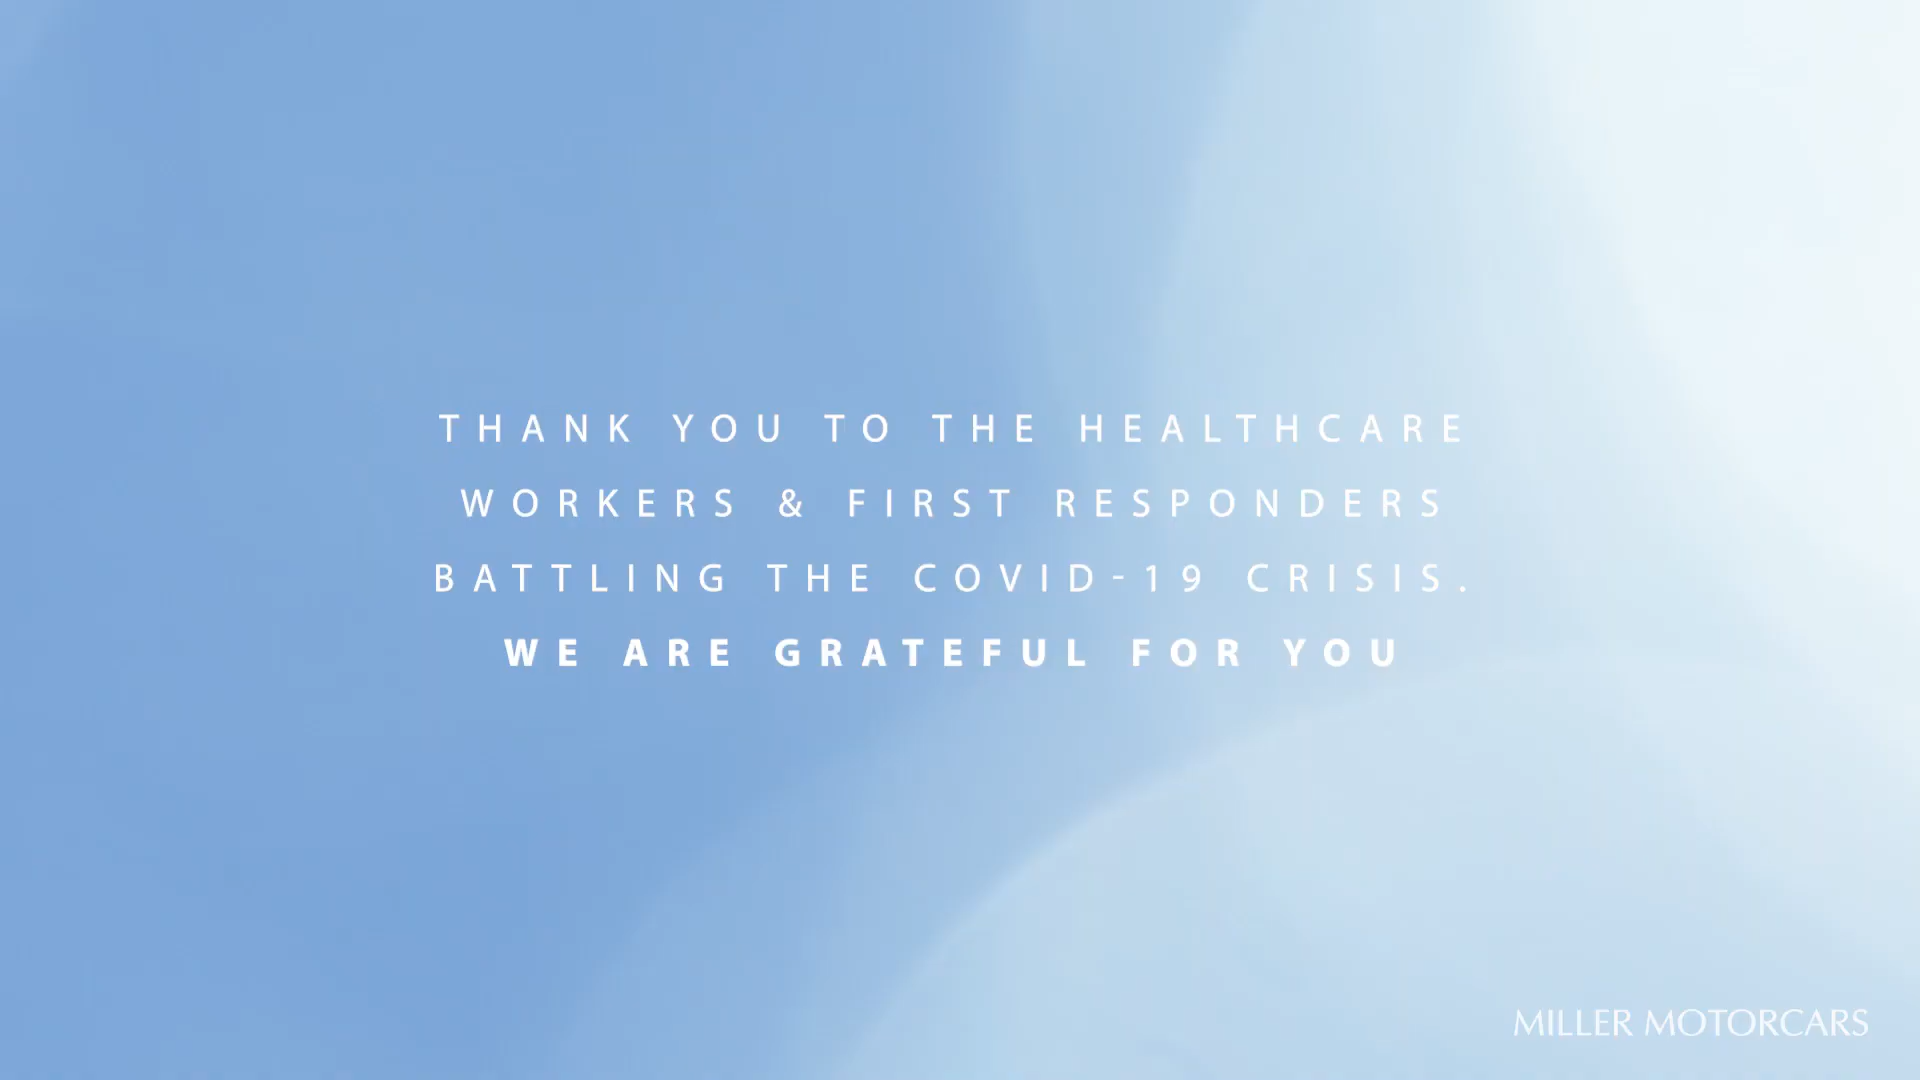 THANK YOU TO THE HEALTHCARE
WORKERS & FIRST RESPONDERS
BATTLING THE COVID-19 CRISIS.
WE ARE GRATEFUL FOR YOU
MILLER MOTORCARS